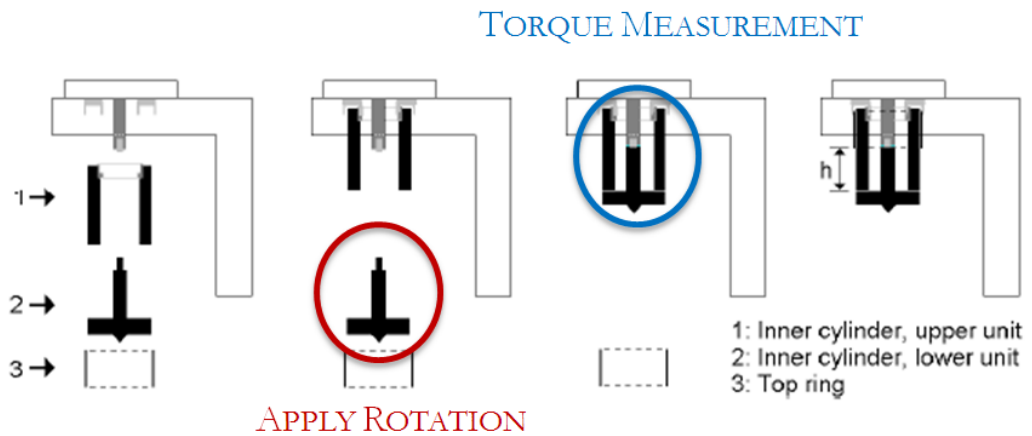 TORQUE MEASUREMENT
h
1
2
3
1: Inner cylinder, upper unit
2: Inner cylinder, lower unit
3: Top ring
APPLY ROTATION